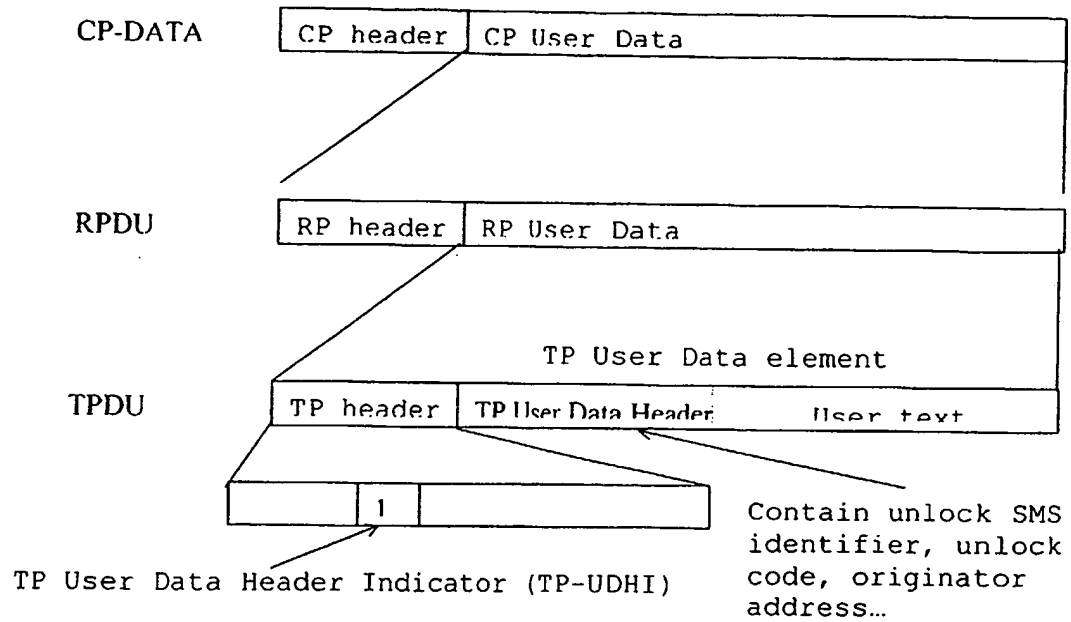 CP-DATA CP header CP User Data
RPDU RP header RP User Data
TP User Data element
TPDU TP header TP User Data Header User text
1
Contain unlock SMS
identifier, unlock
code, originator
address…
TP User Data Header Indicator (TP-UDHI)